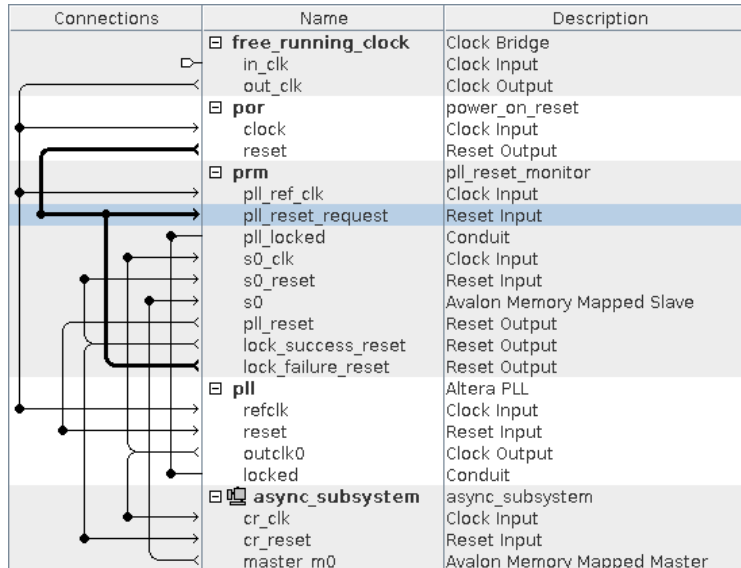 Connections Name Description
free_running_clock Clock Bridge
in_clk Clock Input
out_clk Clock Output
por power_on_reset
clock Clock Input
reset Reset Output
prm pll_reset_monitor
pll_ref_clk Clock Input
pll_reset_request Reset Input
pll_locked Conduit
s0_clk Clock Input
s0_reset Reset Input
s0 Avalon Memory Mapped Slave
pll_reset Reset Output
lock_success_reset Reset Output
lock_failure_reset Reset Output
pll Altera PLL
refclk Clock Input
reset Reset Input
outclk0 Clock Output
locked Conduit
async_subsystem async_subsystem
cr_clk Clock Input
cr_reset Reset Input
master_m0 Avalon Memory Mapped Master